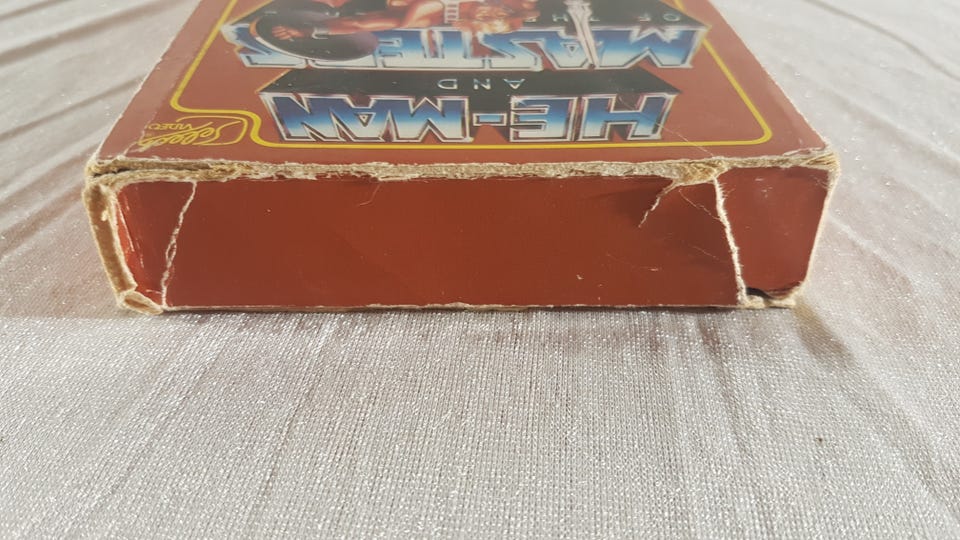 HE-MAN
AND
MASTERS
OF THE
Select
VIDEO